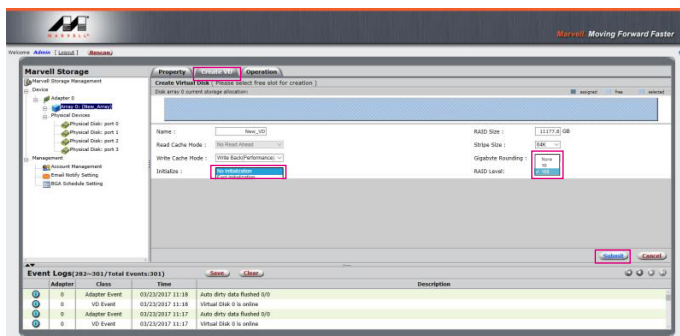 MARVELL
Marvell. Moving Forward Faster
Welcome Admin [ Logout ] (Rescan)
Marvell Storage
Marvell Storage Management
Device
Adapter 0
Array 0: [New_Array]
Physical Devices
Physical Disk: port 0
Physical Disk: port 1
Physical Disk: port 2
Physical Disk: port 3
Management
Account Management
Email Notify Setting
BGA Schedule Setting
Property Create VD Operation
Create Virtual Disk [ Please select free slot for creation ]
Disk array 0 current storage allocation:
assigned free selected
Name : New_VD RAID Size : 11177.8 GB
Read Cache Mode : No Read Ahead Stripe Size : 64K
Write Cache Mode : Write Back(Performance) Gigabyte Rounding : None
Initialize : No Initialization RAID Level:
Submit Cancel
Event Logs(282~301/Total Events:301) Save Clear
Adapter Class Time Description
0 Adapter Event 03/23/2017 11:18 Auto dirty data flushed 0/0
0 VD Event 03/23/2017 11:18 Virtual Disk 0 is online
0 Adapter Event 03/23/2017 11:17 Auto dirty data flushed 0/0
0 VD Event 03/23/2017 11:17 Virtual Disk 0 is online